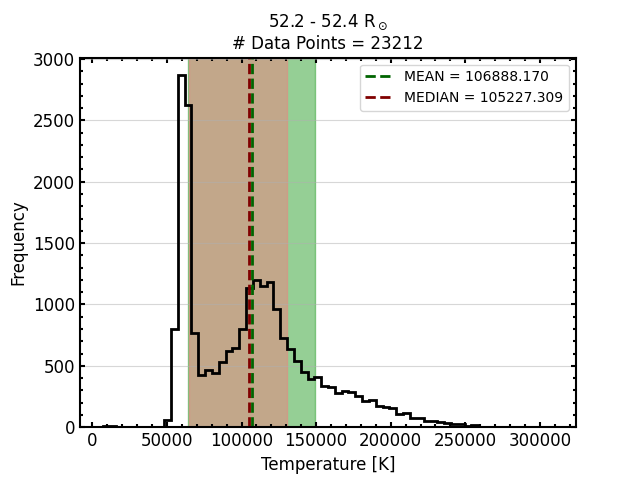 52.2 - 52.4 R☉
# Data Points = 23212
MEAN = 106888.170
MEDIAN = 105227.309
3000
2500
2000
1500
1000
500
0
Frequency
0 50000 100000 150000 200000 250000 300000
Temperature [K]